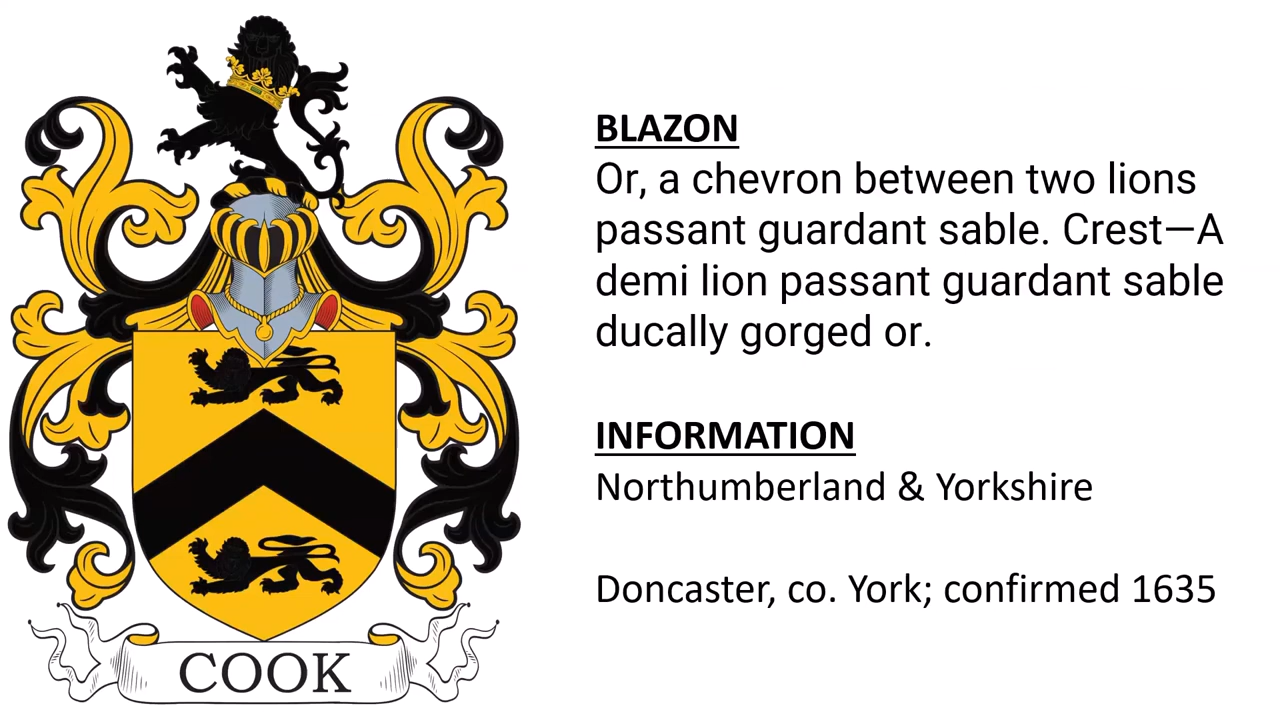 BLAZON
Or, a chevron between two lions
passant guardant sable. Crest—A
demi lion passant guardant sable
ducally gorged or.
INFORMATION
Northumberland & Yorkshire
Doncaster, co. York; confirmed 1635
COOK